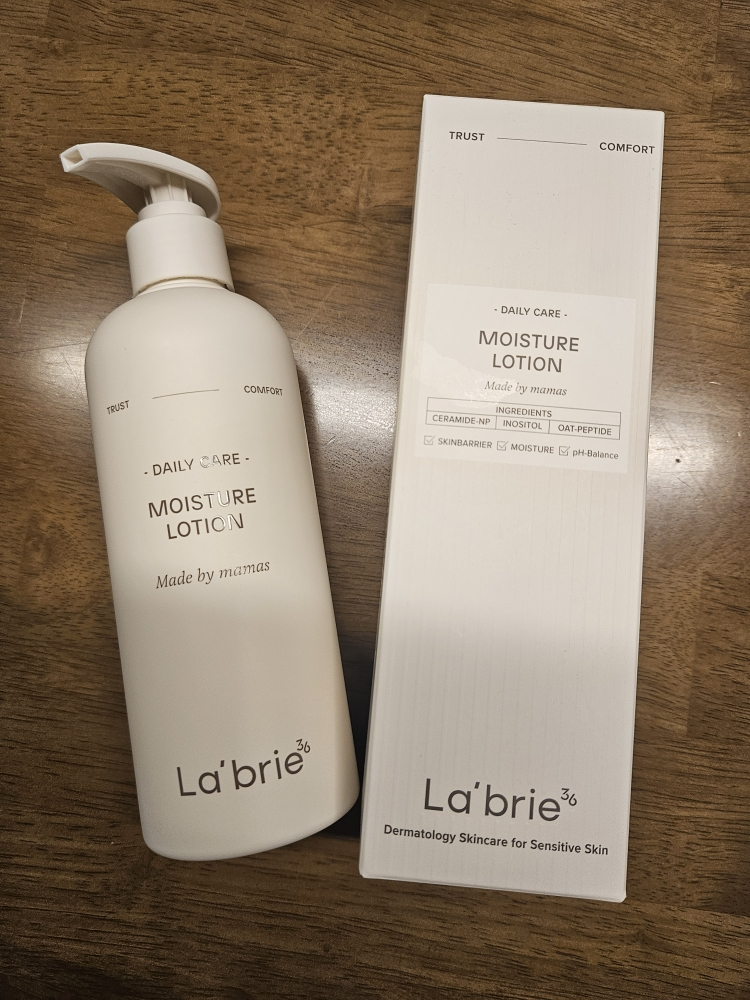 TRUST COMFORT
- DAILY CARE -
MOISTURE
LOTION
Made by mamas
La'brie36
TRUST COMFORT
- DAILY CARE -
MOISTURE
LOTION
Made by mamas
INGREDIENTS
CERAMIDE-NP INOSITOL OAT-PEPTIDE
☑ SKINBARRIER ☑ MOISTURE ☑ pH-Balance
La'brie36
Dermatology Skincare for Sensitive Skin